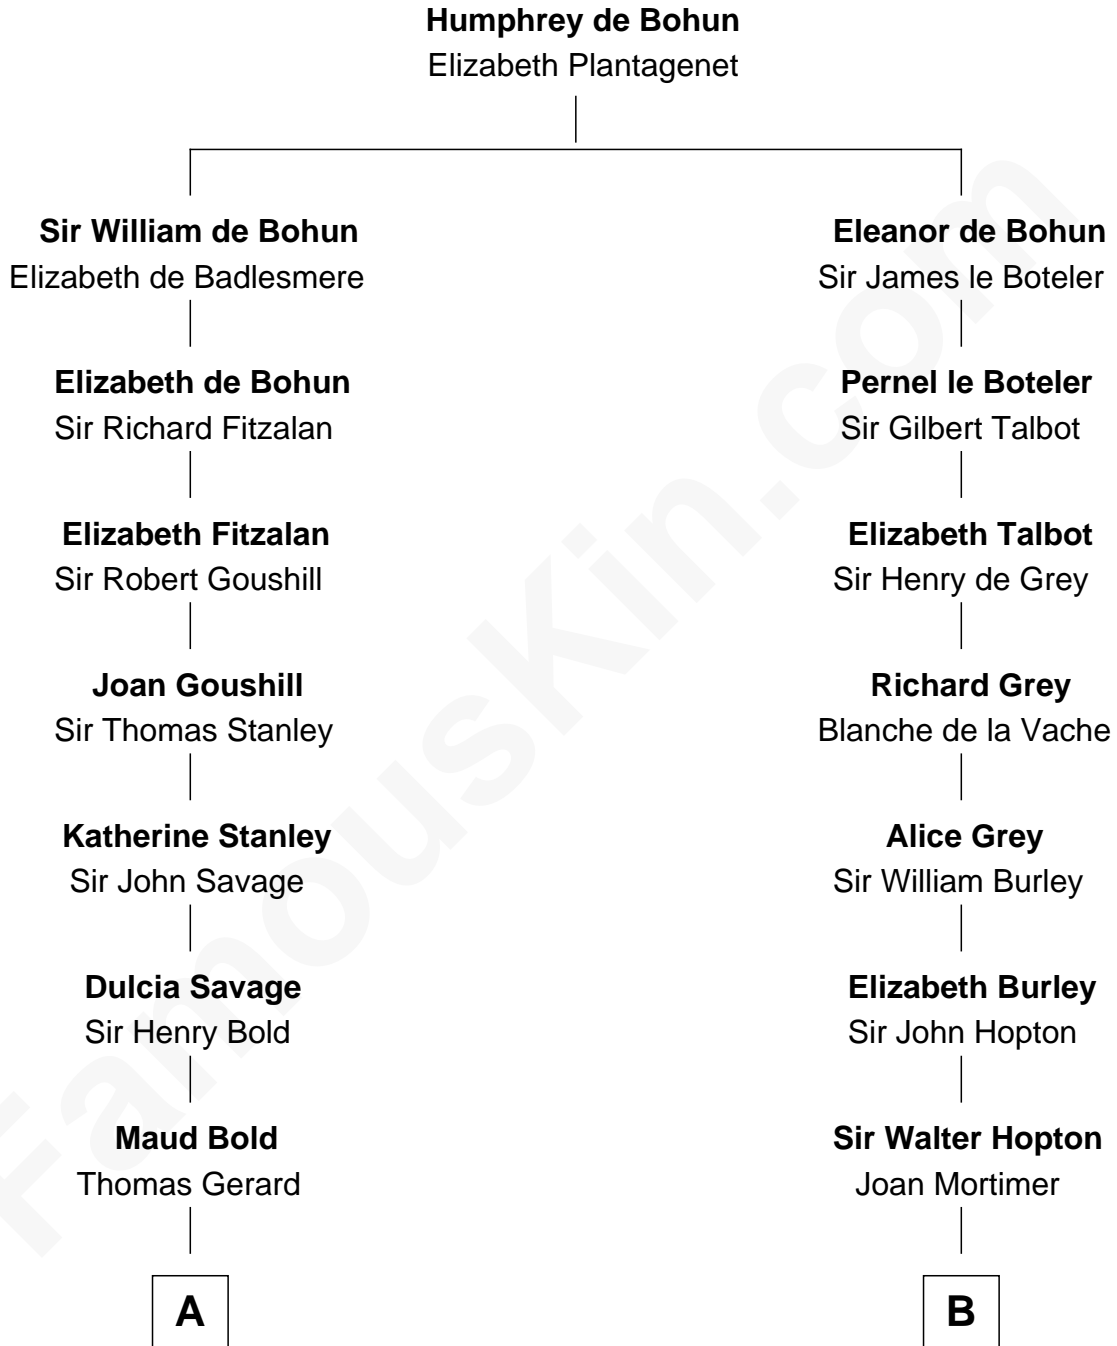 Humphrey de Bohun
Elizabeth Plantagenet
Sir William de Bohun
Elizabeth de Badlesmere
Eleanor de Bohun
Sir James le Boteler
Elizabeth de Bohun
Sir Richard Fitzalan
Pernel le Boteler
Sir Gilbert Talbot
Elizabeth Fitzalan
Sir Robert Goushill
Elizabeth Talbot
Sir Henry de Grey
Joan Goushill
Sir Thomas Stanley
Richard Grey
Blanche de la Vache
Katherine Stanley
Sir John Savage
Alice Grey
Sir William Burley
Dulcia Savage
Sir Henry Bold
Elizabeth Burley
Sir John Hopton
Maud Bold
Thomas Gerard
Sir Walter Hopton
Joan Mortimer
A
B
FamousKin.com